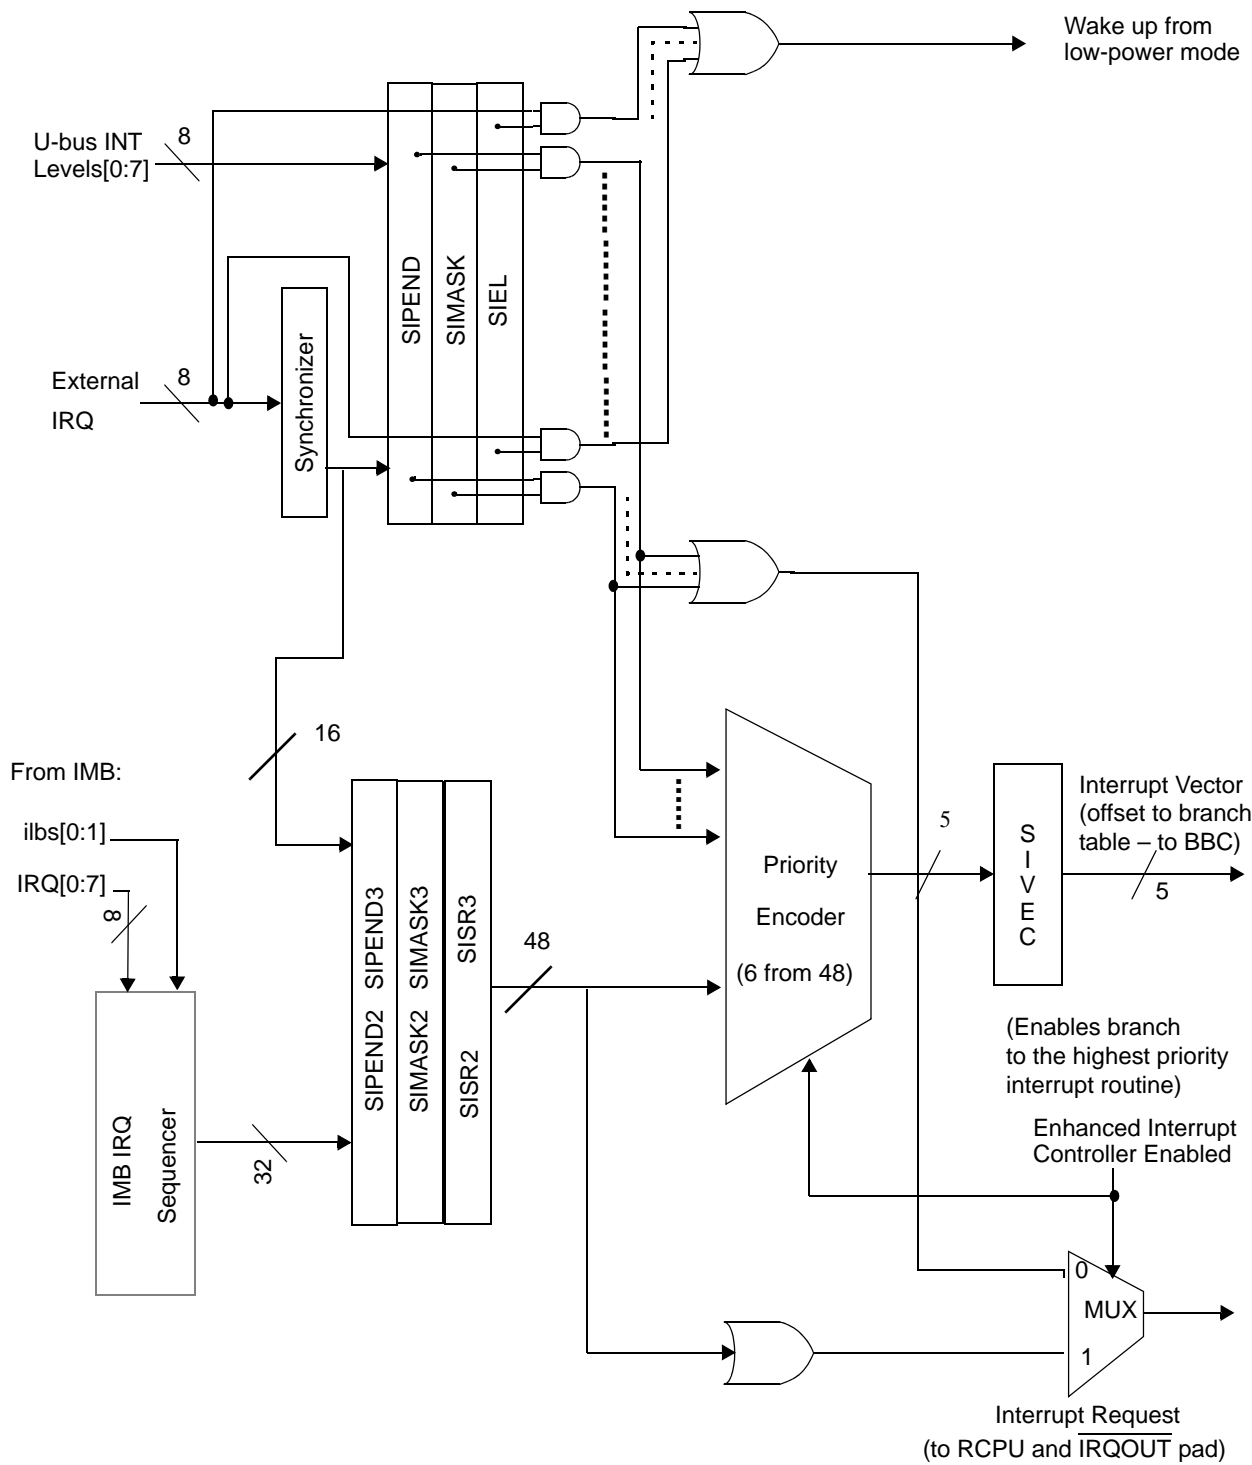 Wake up from
low-power mode
U-bus INT
Levels[0:7]
8
SIPEND
SIMASK
SIEL
External
IRQ
8
Synchronizer
16
From IMB:
ilbs[0:1]
IRQ[0:7]
8
IMB IRQ
Sequencer
32
SIPEND2 SIPEND3
SIMASK2 SIMASK3
SISR2 SISR3
48
Priority
Encoder
(6 from 48)
5
S
I
V
E
C
Interrupt Vector
(offset to branch
table – to BBC)
5
(Enables branch
to the highest priority
interrupt routine)
Enhanced Interrupt
Controller Enabled
0
MUX
1
Interrupt Request
(to RCPU and IRQOUT pad)